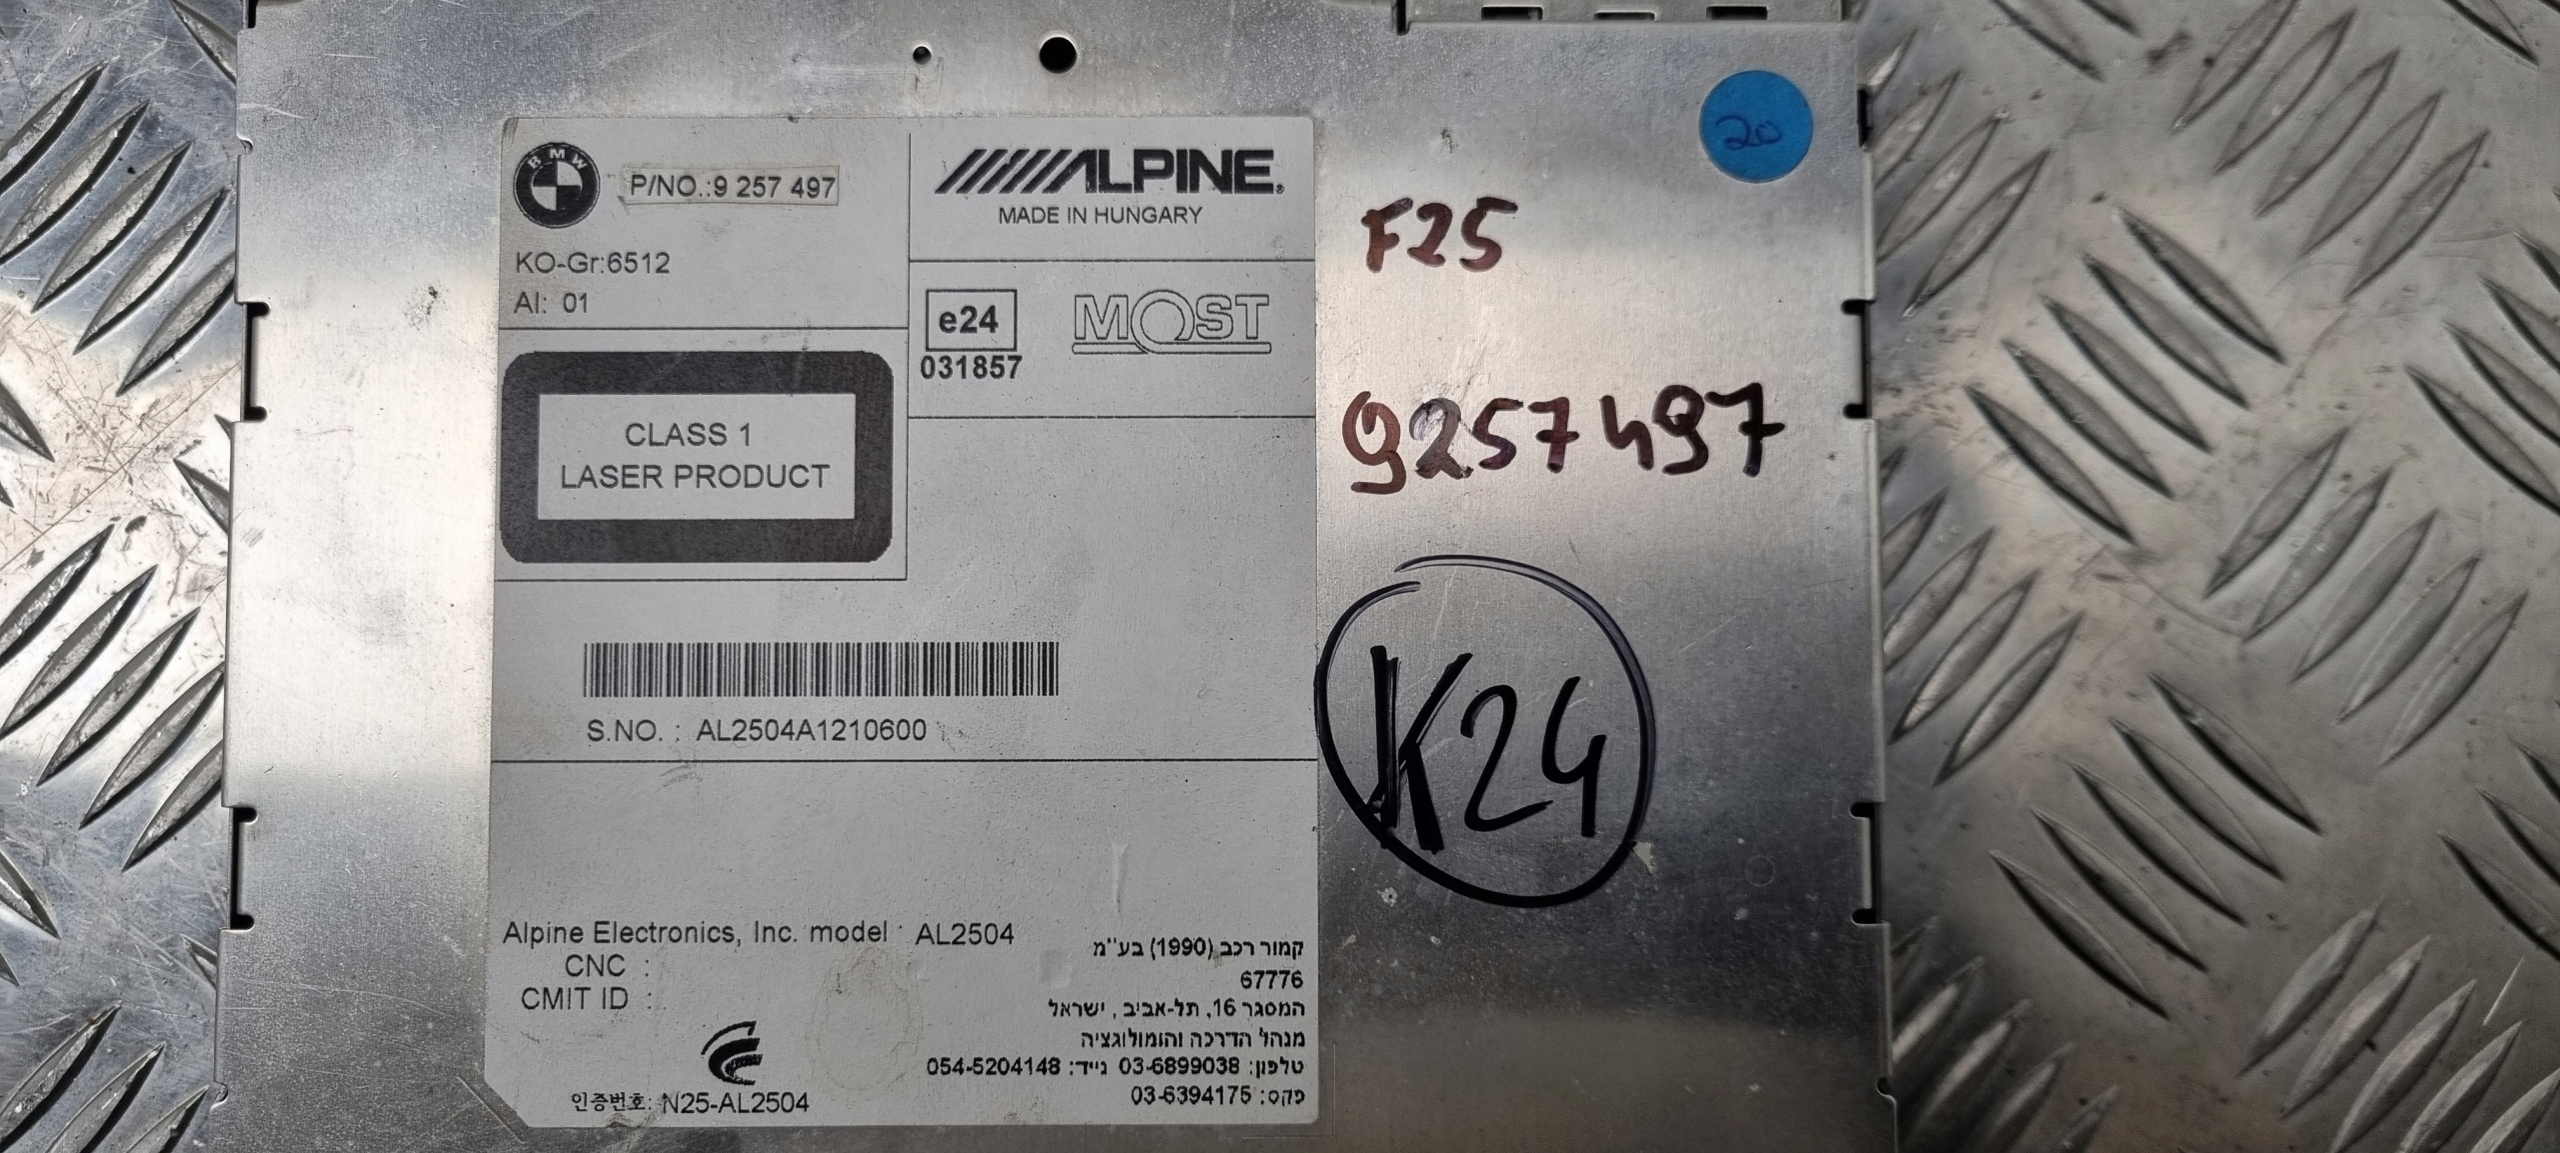 BMW
P/NO.:9 257 497
KO-Gr:6512
AI: 01
ALPINE®
MADE IN HUNGARY
e24
031857
MOST
CLASS 1
LASER PRODUCT
S.NO. : AL2504A1210600
Alpine Electronics, Inc. model : AL2504
CNC :
CMIT ID :
인증번호: N25-AL2504
קמור רכב (1990) בע''מ
67776
המסגר 16, תל-אביב, ישראל
מנהל הדרכה והומולוגציה
טלפון: 03-6899038 נייד: 054-5204148
פקס: 03-6394175
20
F25
9257497
K24